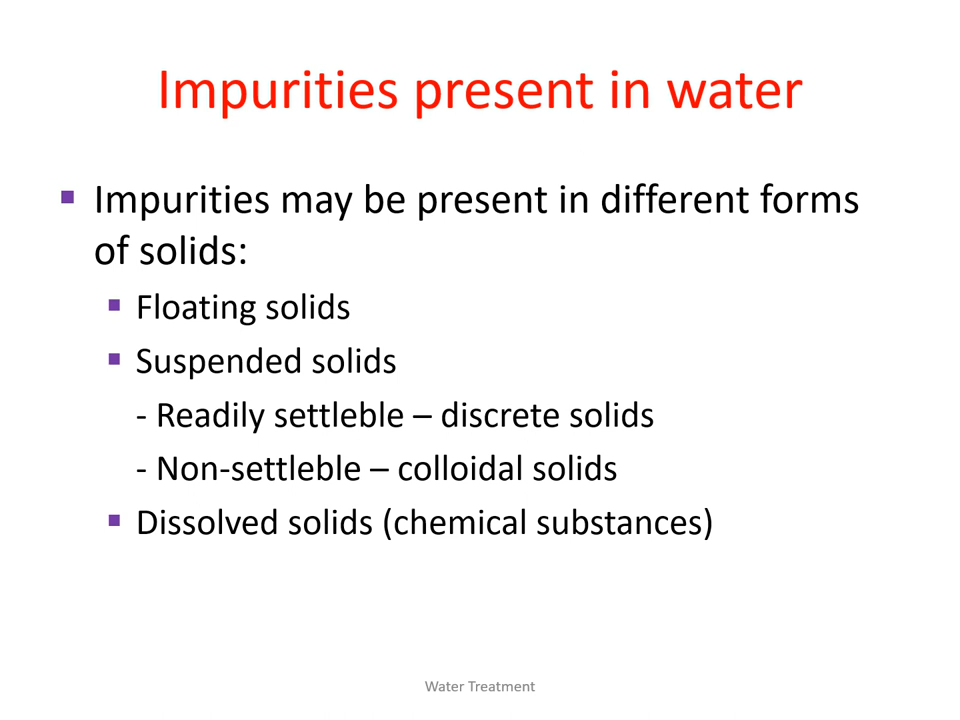 Impurities present in water
▪ Impurities may be present in different forms
of solids:
▪ Floating solids
▪ Suspended solids
- Readily settleble – discrete solids
- Non-settleble – colloidal solids
▪ Dissolved solids (chemical substances)
Water Treatment